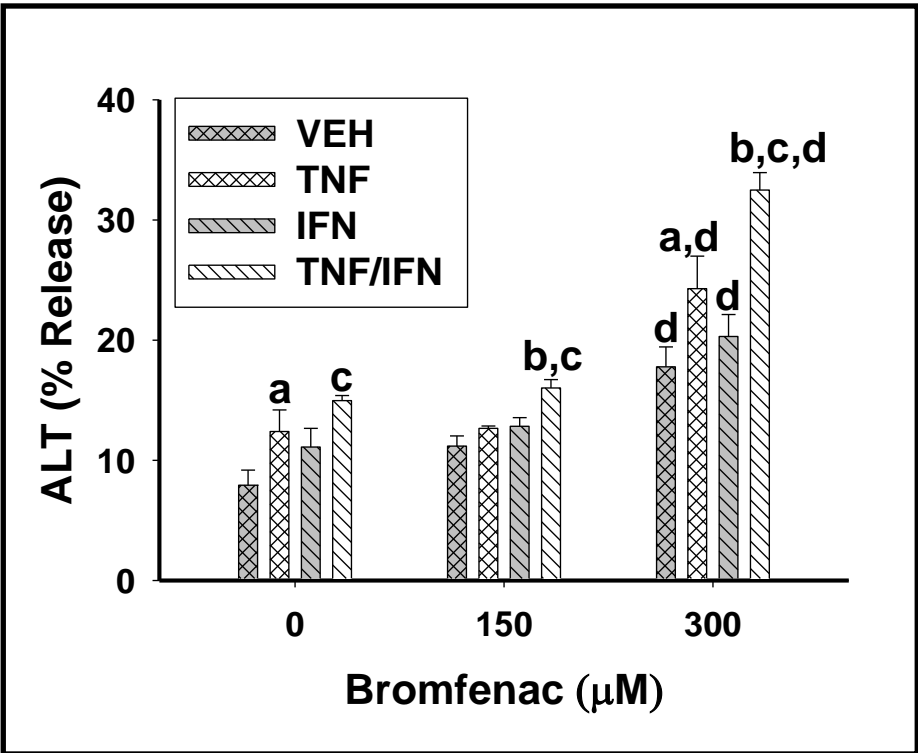 40
30
20
10
0
ALT (% Release)
VEH
TNF
IFN
TNF/IFN
a
c
b,c
d
a,d
d
b,c,d
0 150 300
Bromfenac (μM)